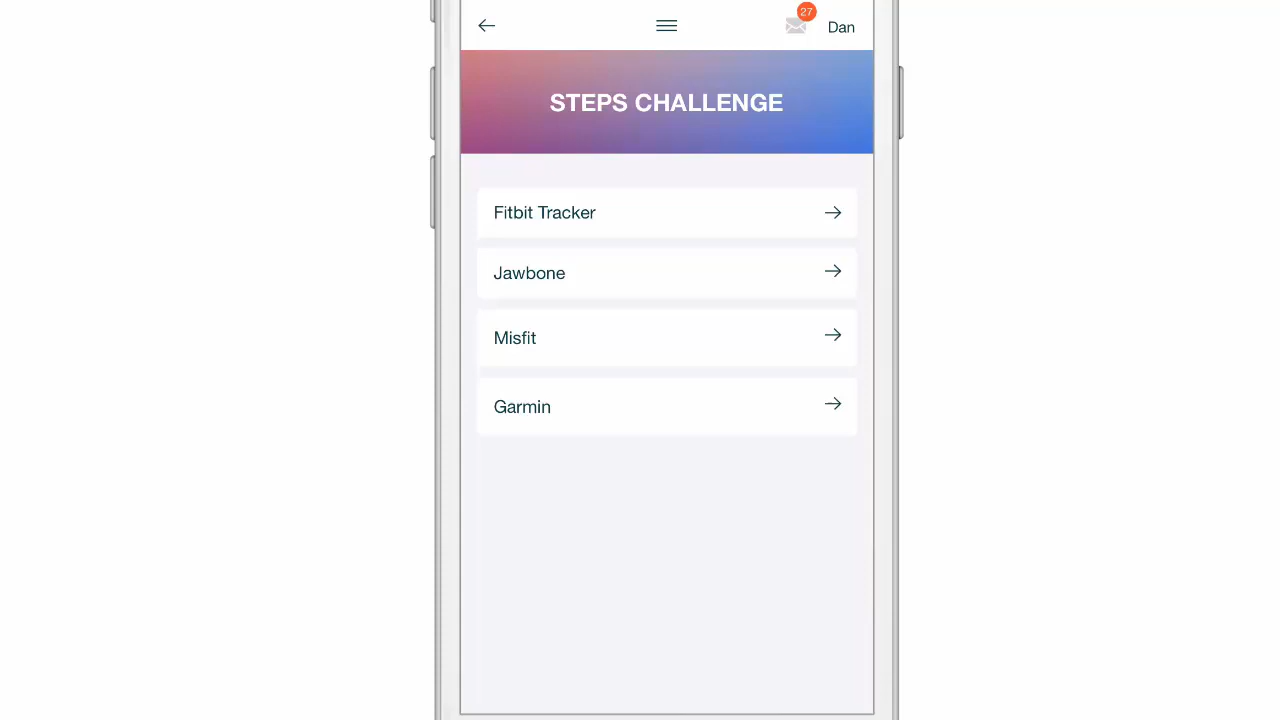 27
Dan
STEPS CHALLENGE
Fitbit Tracker
Jawbone
Misfit
Garmin